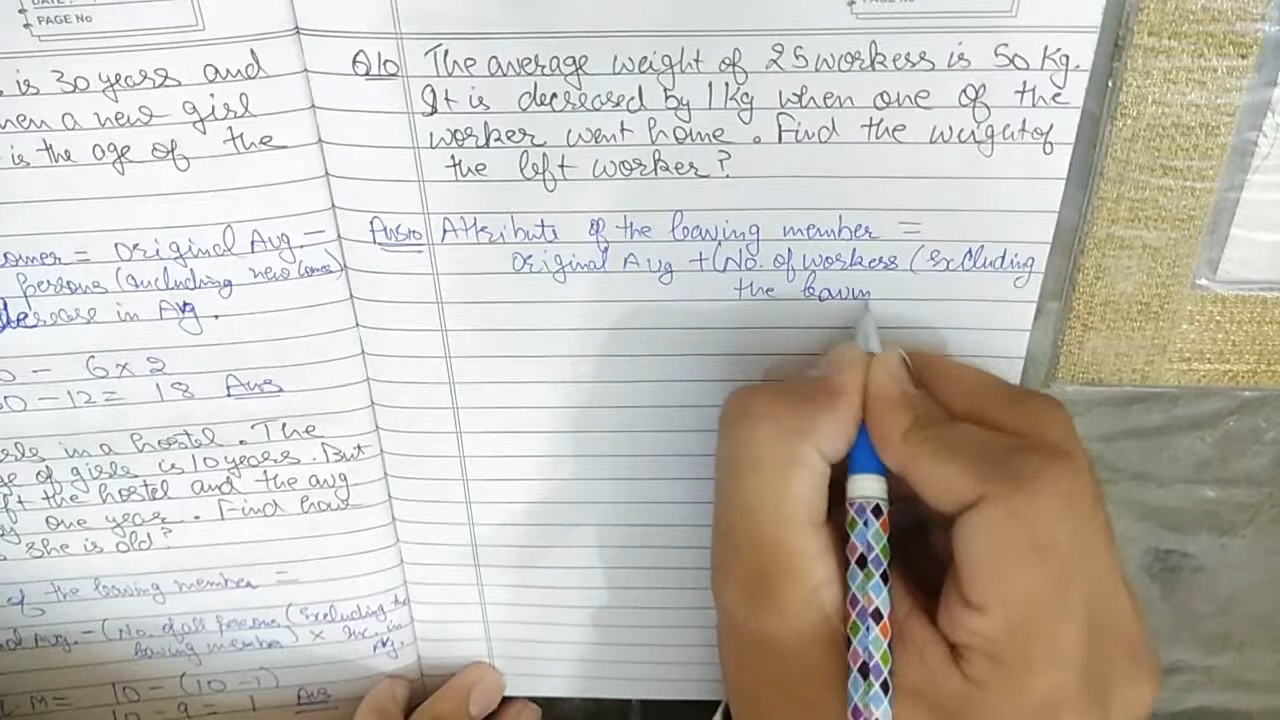 PAGE No
is 30 years and
a new girl
is the age of the
= Original Avg -
persons (including new comer)
decrease in Avg.
- 6 x 2
- 12 = 18 Ans
in a hostel. The
of girls is 10 years. But
the hostel and the avg
one year. Find how
she is old?
of the leaving member =
Avg. - (No. of all persons (excluding the
leaving member) x inc. in
Avg.
M = 10 - (10 - 1)
10 - 9 = 1 Ans
Q10 The average weight of 25 workers is 50 Kg.
It is decreased by 1 Kg when one of the
worker went home. Find the weight of
the left worker?
Ans10 Attribute of the leaving member =
Original Avg + (No. of workers (excluding
the leavin